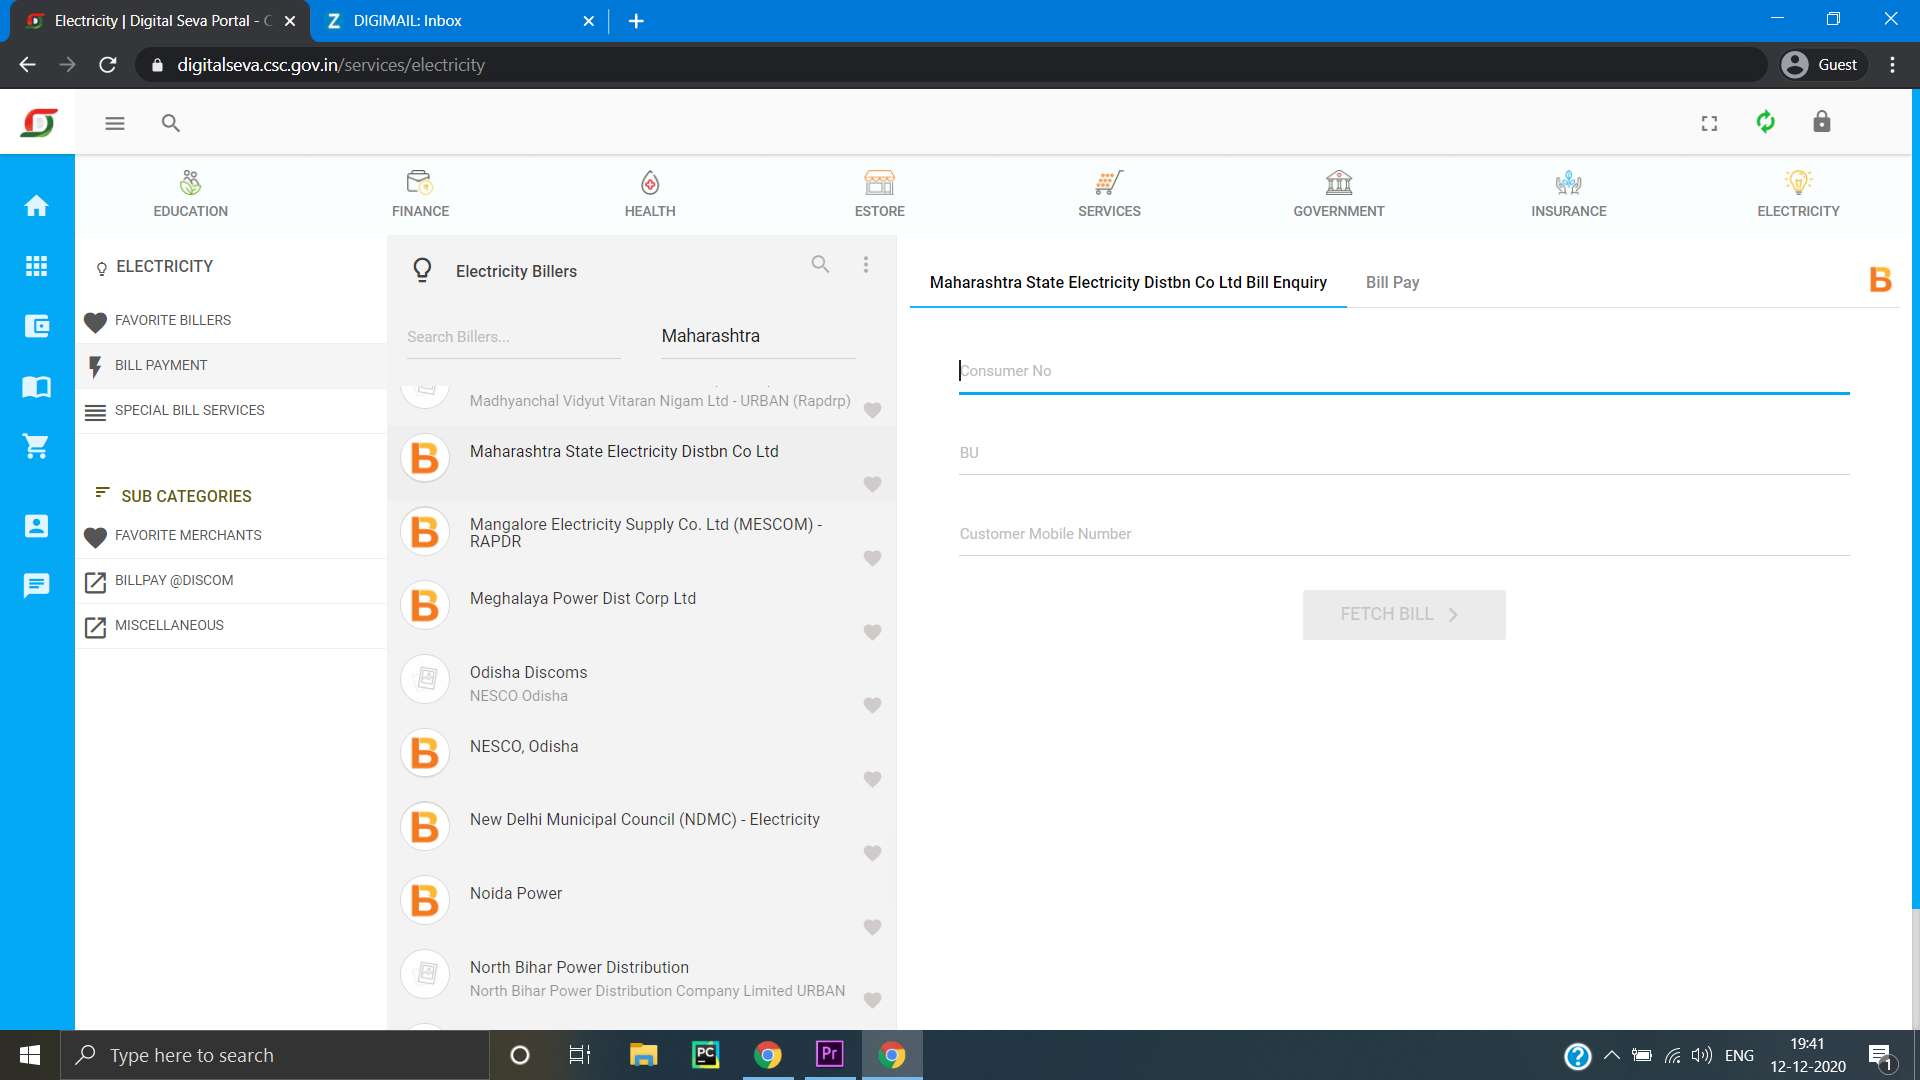 Electricity | Digital Seva Portal - C
DIGIMAIL: Inbox
digitalseva.csc.gov.in/services/electricity
Guest
EDUCATION
FINANCE
HEALTH
ESTORE
SERVICES
GOVERNMENT
INSURANCE
ELECTRICITY
ELECTRICITY
FAVORITE BILLERS
BILL PAYMENT
SPECIAL BILL SERVICES
SUB CATEGORIES
FAVORITE MERCHANTS
BILLPAY @DISCOM
MISCELLANEOUS
Electricity Billers
Search Billers...
Maharashtra
Madhyanchal Vidyut Vitaran Nigam Ltd - URBAN (Rapdrp)
Maharashtra State Electricity Distbn Co Ltd
Mangalore Electricity Supply Co. Ltd (MESCOM) -
RAPDR
Meghalaya Power Dist Corp Ltd
Odisha Discoms
NESCO Odisha
NESCO, Odisha
New Delhi Municipal Council (NDMC) - Electricity
Noida Power
North Bihar Power Distribution
North Bihar Power Distribution Company Limited URBAN
Maharashtra State Electricity Distbn Co Ltd Bill Enquiry
Bill Pay
Consumer No
BU
Customer Mobile Number
FETCH BILL
Type here to search
PC
Pr
ENG
19:41
12-12-2020
1